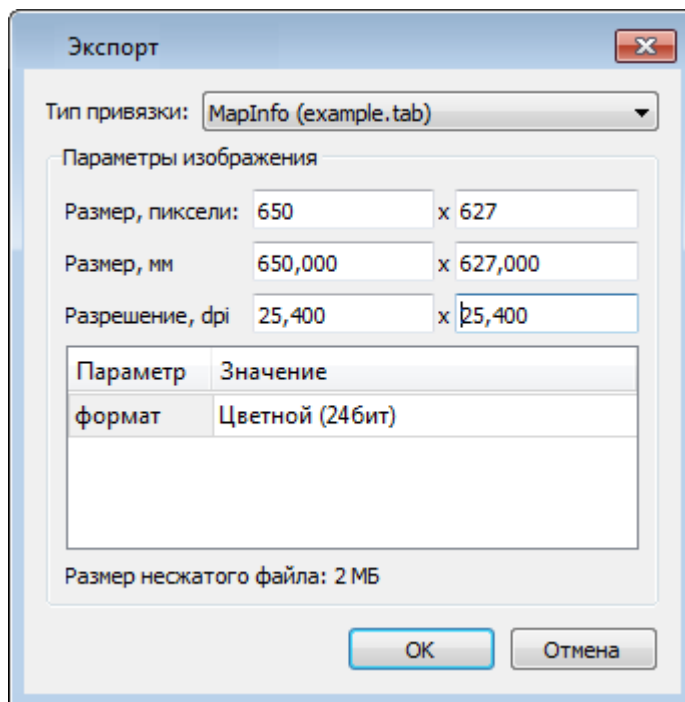 Экспорт
Тип привязки: MapInfo (example.tab)
Параметры изображения
Размер, пиксели: 650 x 627
Размер, мм 650,000 x 627,000
Разрешение, dpi 25,400 x 25,400
Параметр Значение
формат Цветной (24бит)
Размер несжатого файла: 2 МБ
OK Отмена